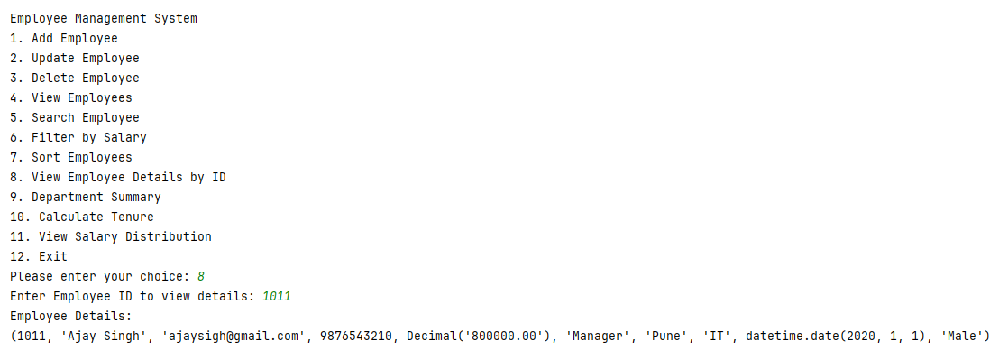 Employee Management System
1. Add Employee
2. Update Employee
3. Delete Employee
4. View Employees
5. Search Employee
6. Filter by Salary
7. Sort Employees
8. View Employee Details by ID
9. Department Summary
10. Calculate Tenure
11. View Salary Distribution
12. Exit
Please enter your choice: 8
Enter Employee ID to view details: 1011
Employee Details:
(1011, 'Ajay Singh', 'ajaysigh@gmail.com', 9876543210, Decimal('800000.00'), 'Manager', 'Pune', 'IT', datetime.date(2020, 1, 1), 'Male')